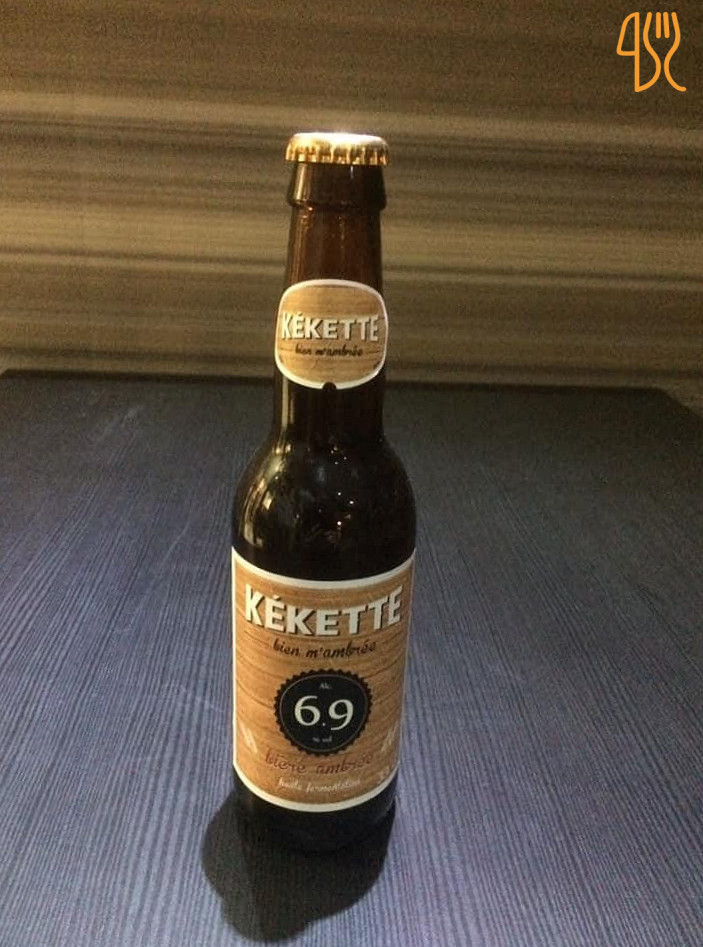 KÉKETTE
bien m'ambrée
KÉKETTE
bien m'ambrée
Alc.
6.9
% vol
bière ambrée
haute fermentation